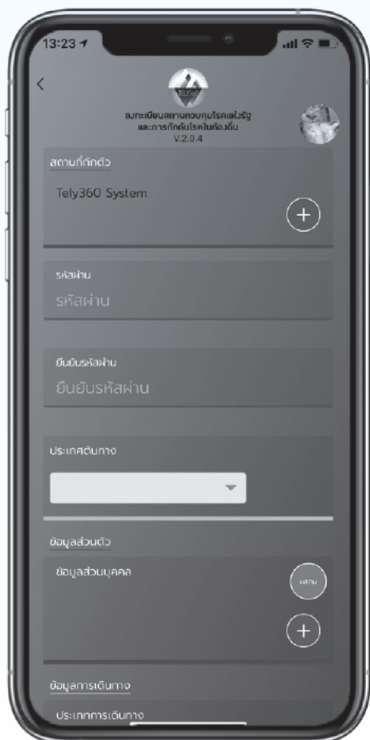 13:23
ลงทะเบียนสถานควบคุมโรคแห่งรัฐ
และการกักกันโรคในท้องถิ่น
V.2.0.4
สถานที่กักตัว
Tely360 System
รหัสผ่าน
รหัสผ่าน
ยืนยันรหัสผ่าน
ยืนยันรหัสผ่าน
ประเทศต้นทาง
ข้อมูลส่วนตัว
ข้อมูลส่วนบุคคล
ข้อมูลการเดินทาง
ประเภทการเดินทาง